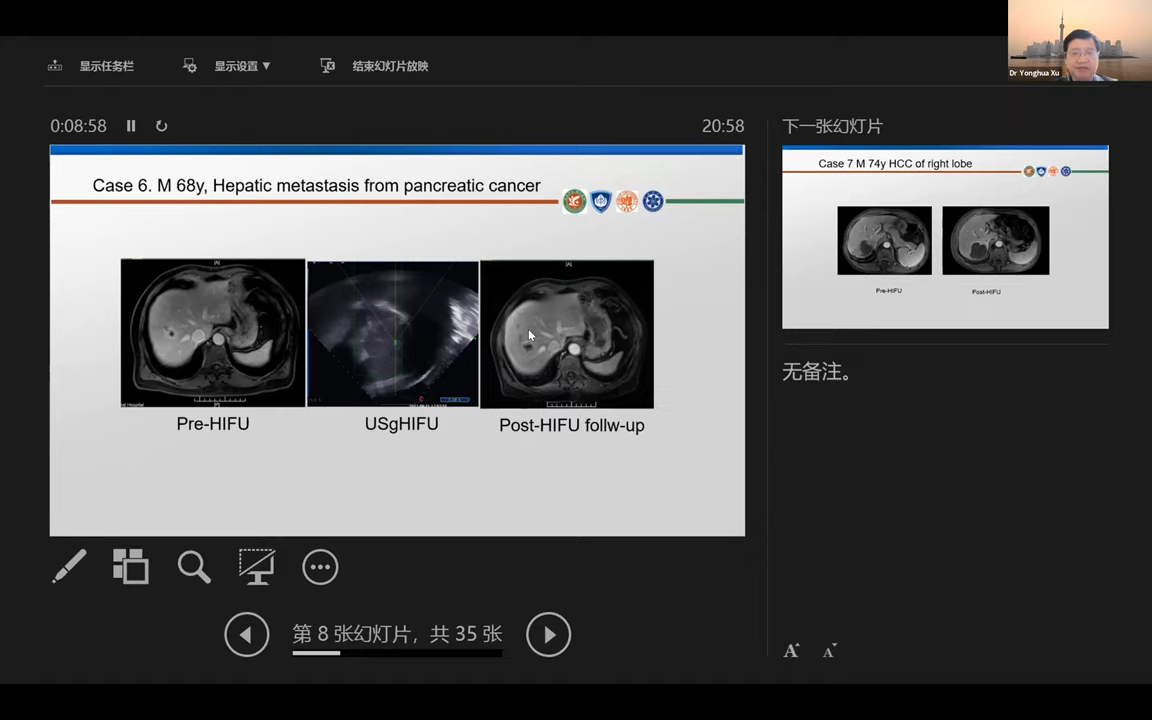 Dr Yonghua Xu
显示任务栏
显示设置 ▼
结束幻灯片放映
0:08:58
20:58
Case 6. M 68y, Hepatic metastasis from pancreatic cancer
Pre-HIFU
USgHIFU
Post-HIFU follw-up
第 8 张幻灯片，共 35 张
下一张幻灯片
Case 7 M 74y HCC of right lobe
Pre-HIFU
Post-HIFU
无备注。
A
A